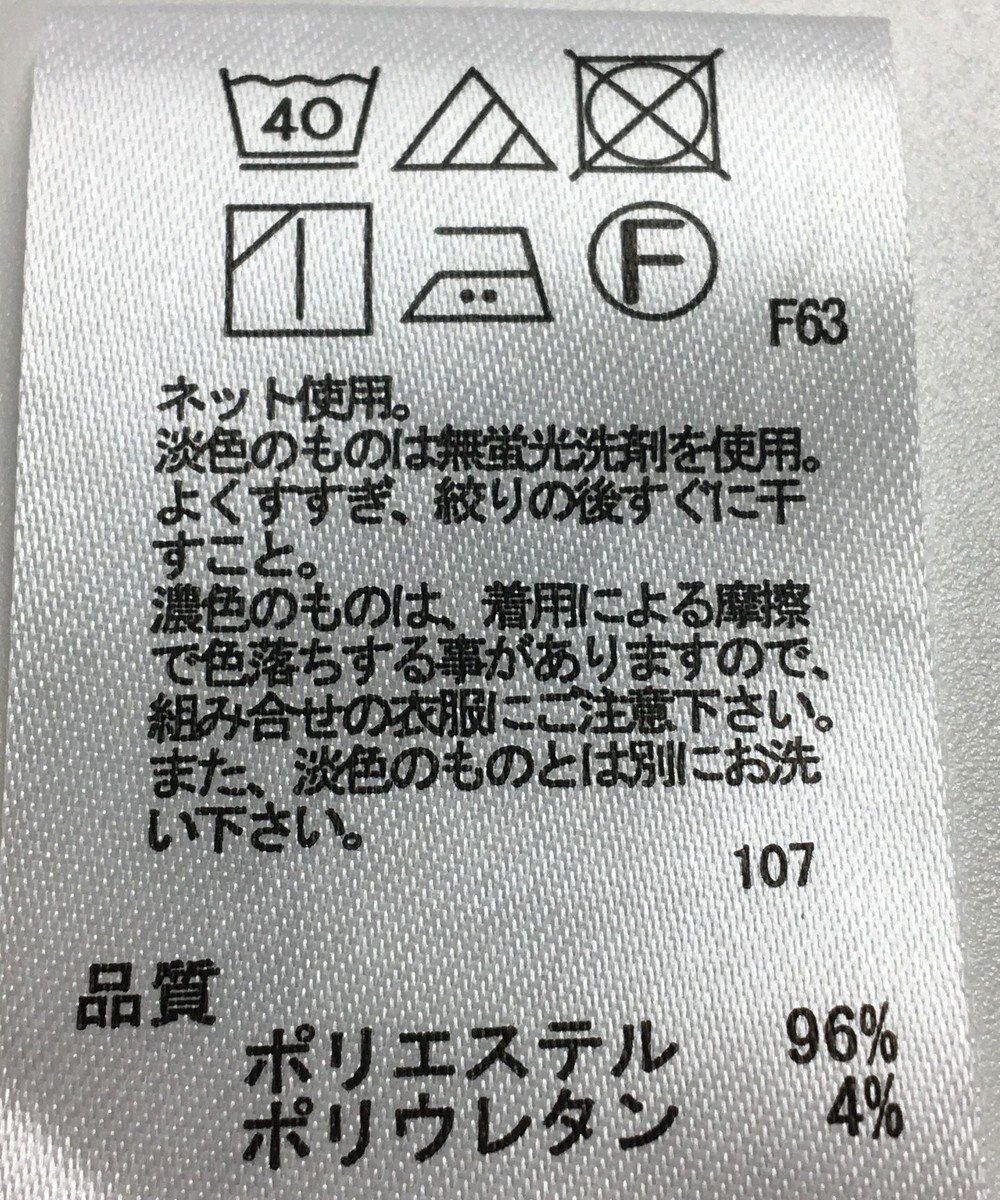 40
F
F63
ネット使用。
淡色のものは無蛍光洗剤を使用。
よくすすぎ、絞りの後すぐに干
すこと。
濃色のものは、着用による摩擦
で色落ちする事がありますので、
組み合せの衣服にご注意下さい。
また、淡色のものとは別にお洗
い下さい。
107
品質
ポリエステル 96%
ポリウレタン 4%